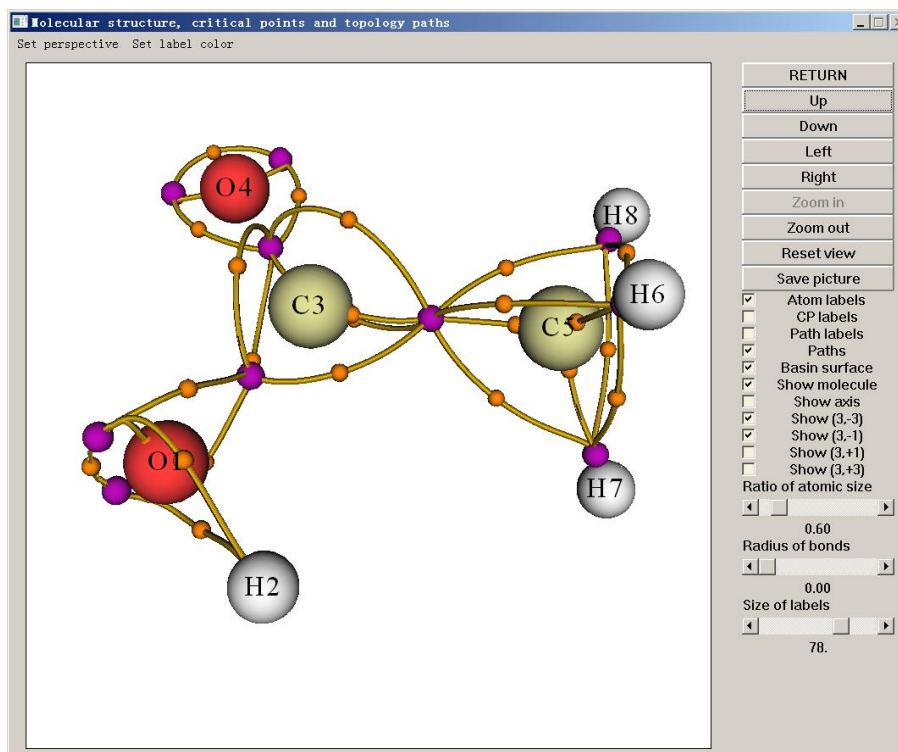 Molecular structure, critical points and topology paths
Set perspective Set label color
RETURN
Up
Down
Left
Right
Zoom in
Zoom out
Reset view
Save picture
Atom labels
CP labels
Path labels
Paths
Basin surface
Show molecule
Show axis
Show (3,-3)
Show (3,-1)
Show (3,+1)
Show (3,+3)
Ratio of atomic size
0.60
Radius of bonds
0.00
Size of labels
78.
O4
H8
C3
H6
C5
O1
H7
H2